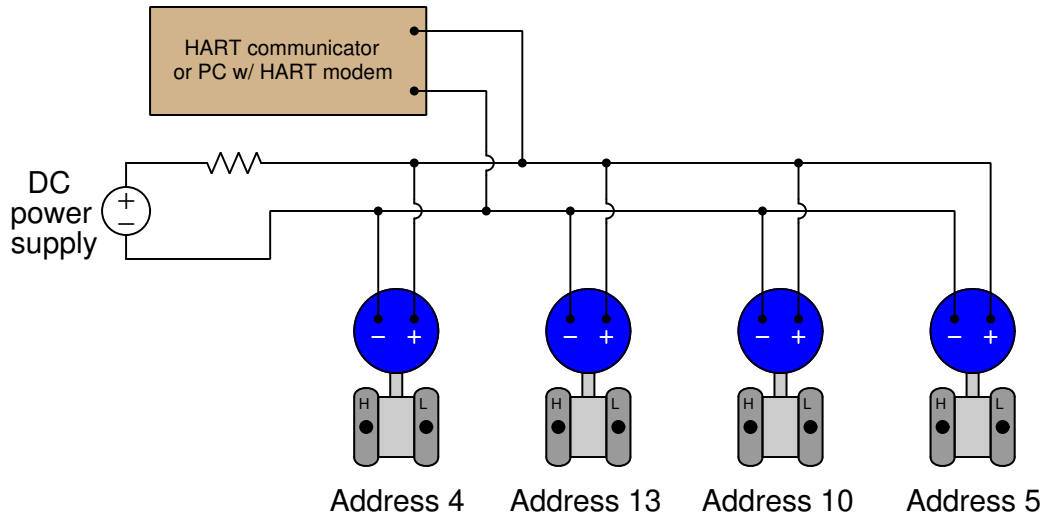 HART communicator
or PC w/ HART modem
DC
power
supply
+
−
− +
− +
− +
− +
H L
H L
H L
H L
Address 4
Address 13
Address 10
Address 5